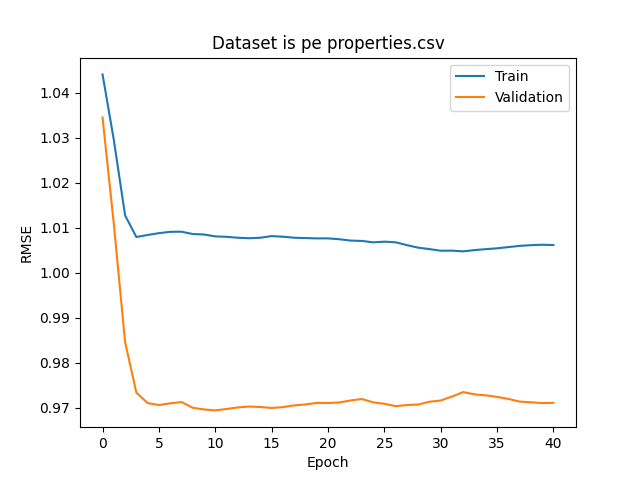 Dataset is pe properties.csv
Train
Validation
RMSE
1.04
1.03
1.02
1.01
1.00
0.99
0.98
0.97
0 5 10 15 20 25 30 35 40
Epoch